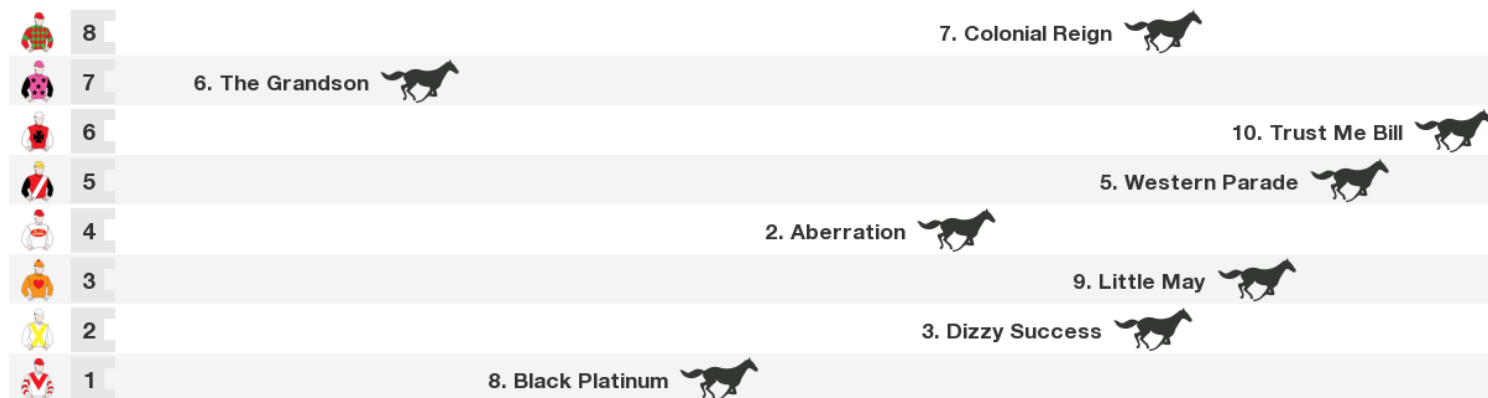 8 7. Colonial Reign
7 6. The Grandson
6 10. Trust Me Bill
5 5. Western Parade
4 2. Aberration
3 9. Little May
2 3. Dizzy Success
1 8. Black Platinum